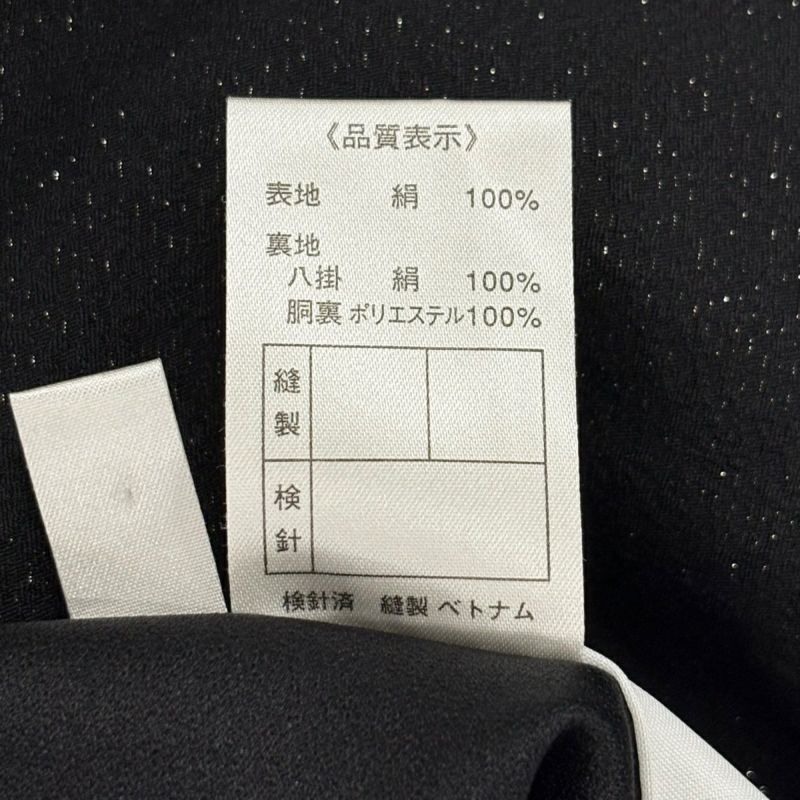 《品質表示》
表地 絹 100%
裏地
八掛 絹 100%
胴裏 ポリエステル100%
縫製
検針
検針済 縫製 ベトナム